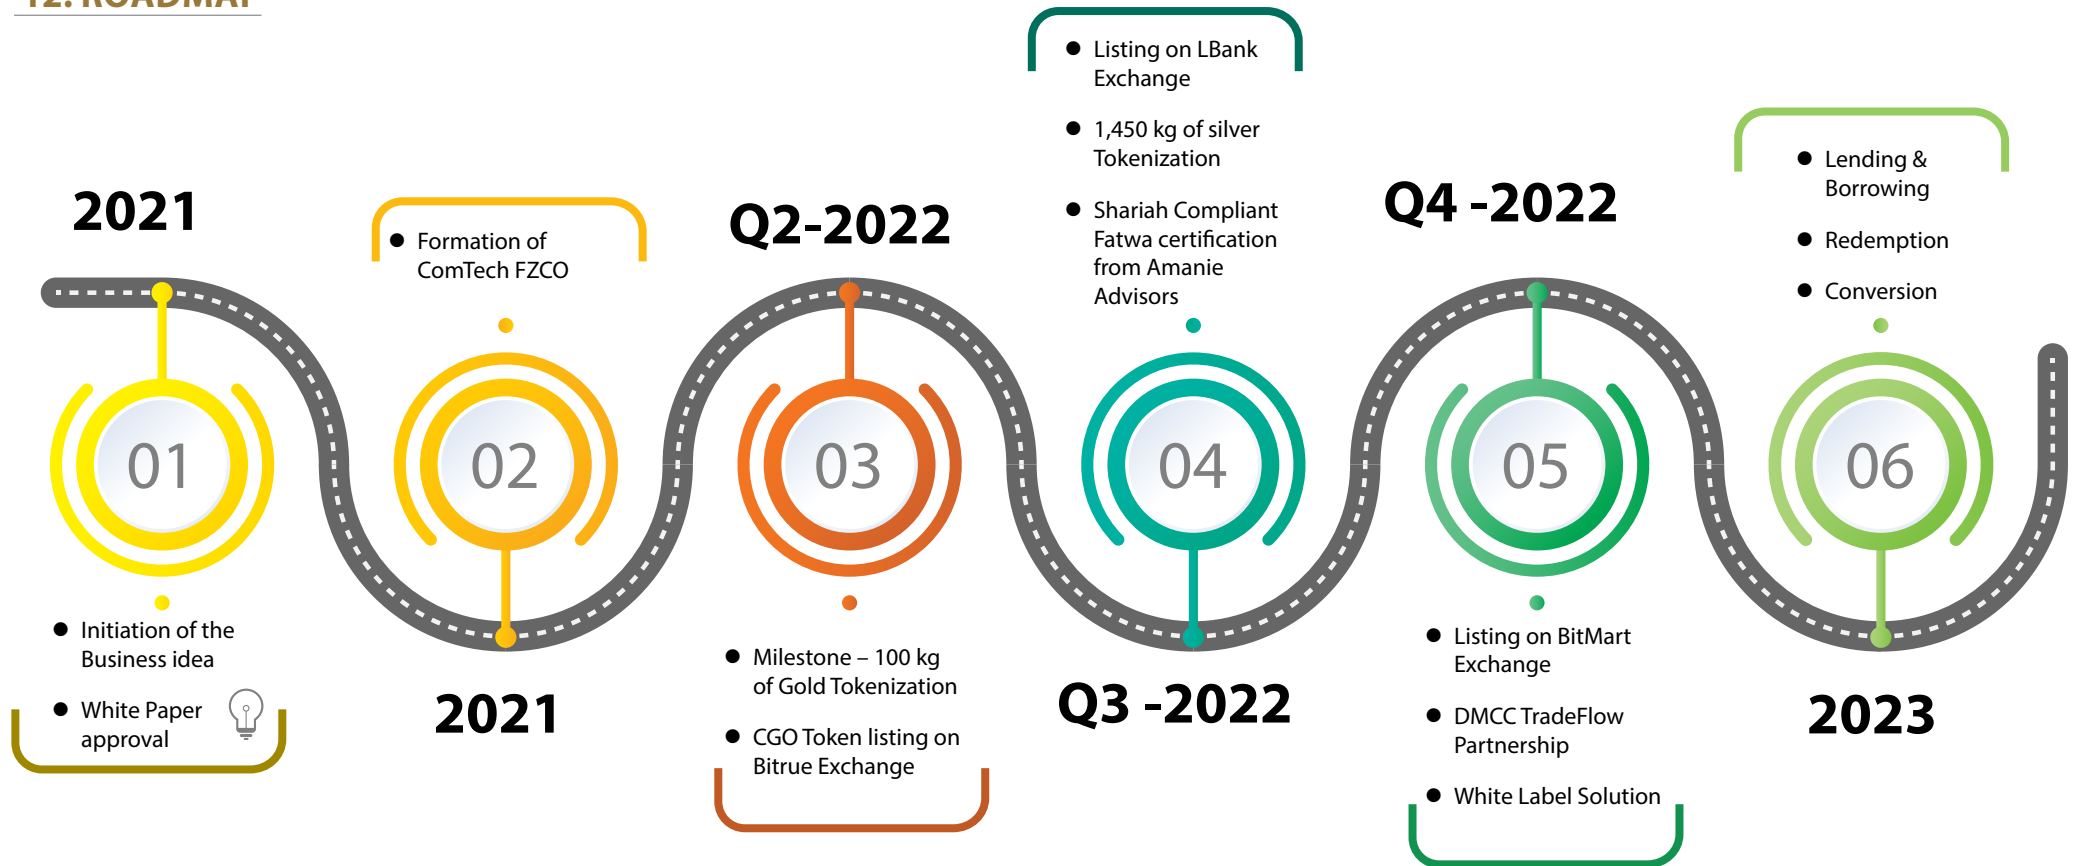 12. ROADMAP
2021
01
● Initiation of the
Business idea
● White Paper
approval
● Formation of
ComTech FZCO
02
2021
Q2-2022
03
● Milestone – 100 kg
of Gold Tokenization
● CGO Token listing on
Bitrue Exchange
● Listing on LBank
Exchange
● 1,450 kg of silver
Tokenization
● Shariah Compliant
Fatwa certification
from Amanie
Advisors
04
Q3 -2022
Q4 -2022
05
● Listing on BitMart
Exchange
● DMCC TradeFlow
Partnership
● White Label Solution
● Lending &
Borrowing
● Redemption
● Conversion
06
2023